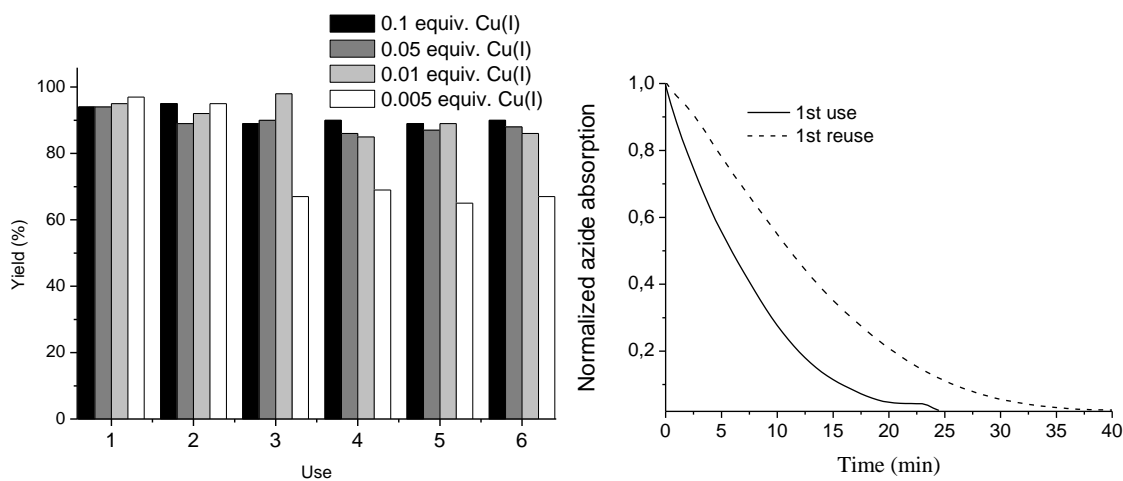 0.1 equiv. Cu(I)
0.05 equiv. Cu(I)
0.01 equiv. Cu(I)
0.005 equiv. Cu(I)
100
80
60
40
20
0
Yield (%)
1 2 3 4 5 6
Use
1,0
0,8
0,6
0,4
0,2
Normalized azide absorption
1st use
1st reuse
0 5 10 15 20 25 30 35 40
Time (min)